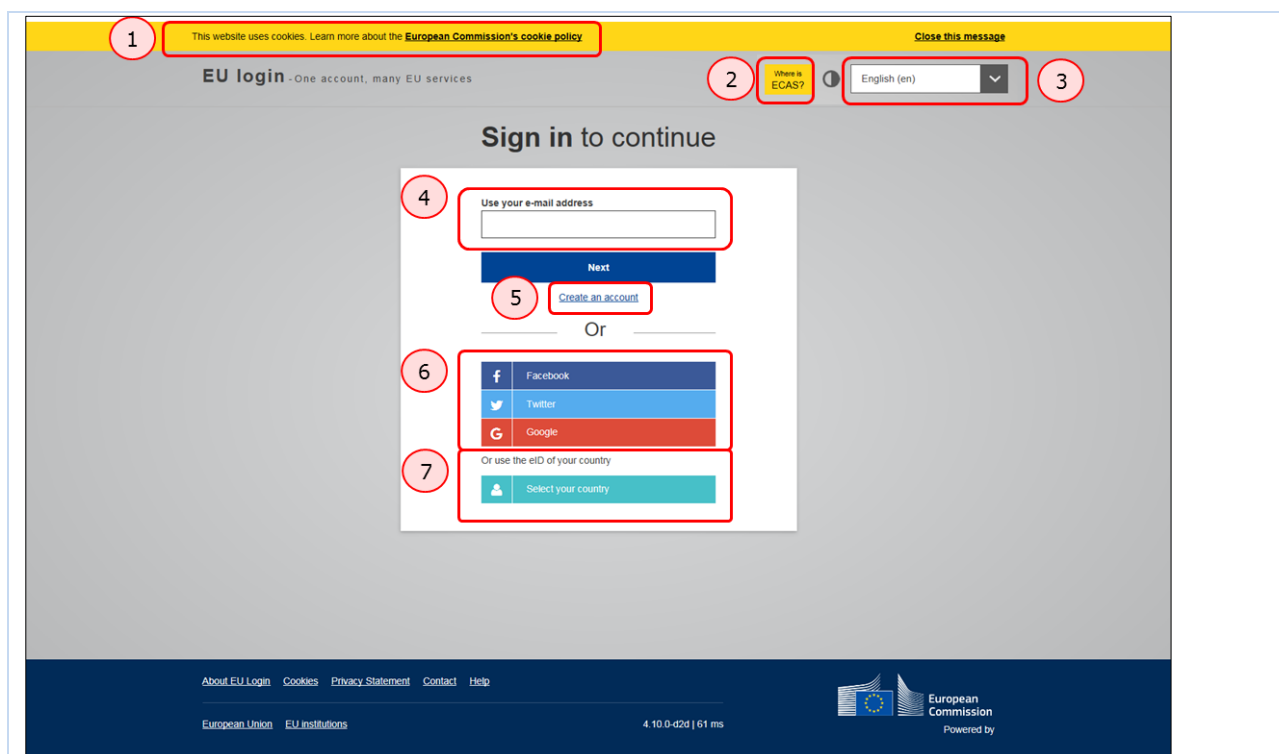 1
This website uses cookies. Learn more about the European Commission's cookie policy
Close this message
EU login - One account, many EU services
2
Where is
ECAS?
English (en)
3
Sign in to continue
4
Use your e-mail address
Next
5
Create an account
Or
6
Facebook
Twitter
Google
7
Or use the eID of your country
Select your country
About EU Login Cookies Privacy Statement Contact Help
European Union EU institutions
4.10.0-d2d | 61 ms
European
Commission
Powered by